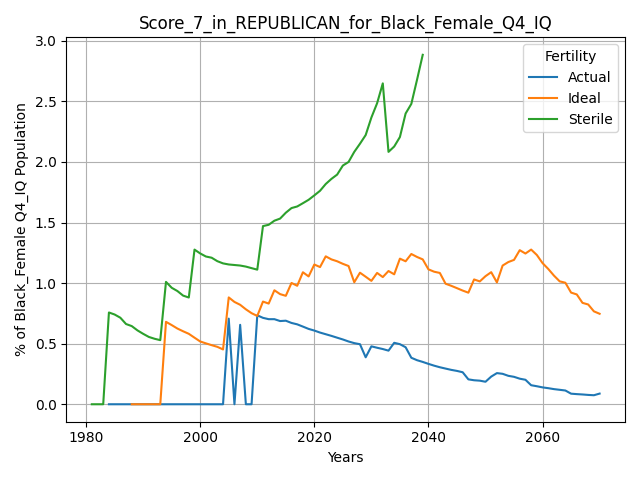 Score_7_in_REPUBLICAN_for_Black_Female_Q4_IQ
% of Black_Female Q4_IQ Population
3.0
2.5
2.0
1.5
1.0
0.5
0.0
Fertility
Actual
Ideal
Sterile
1980 2000 2020 2040 2060
Years